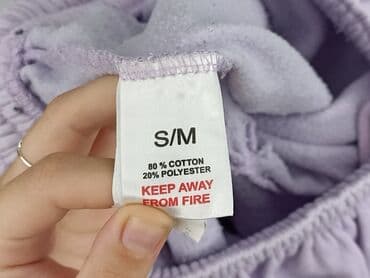 S/M
80 % COTTON
20% POLYESTER
KEEP AWAY
FROM FIRE